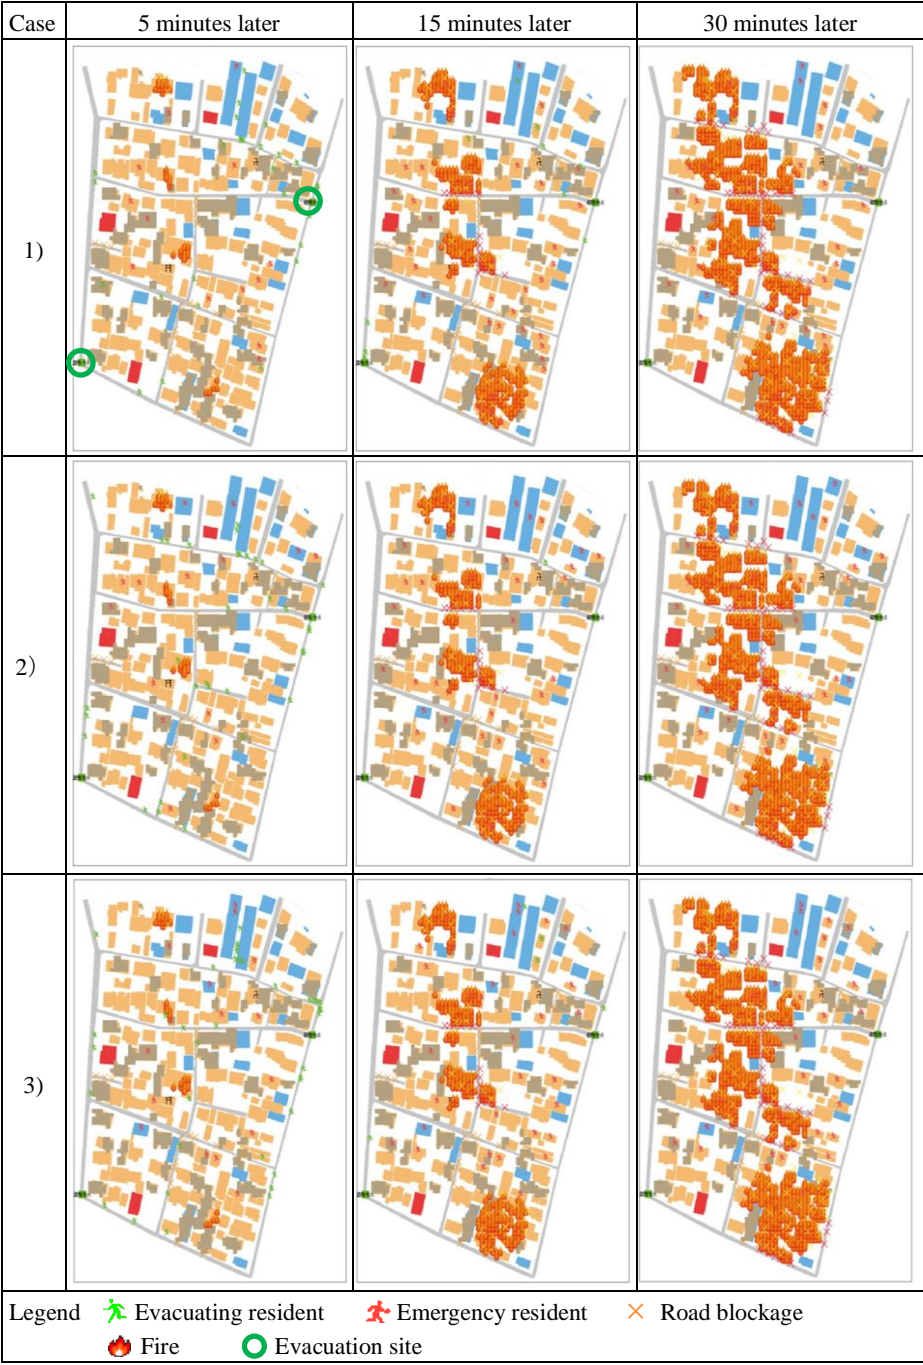 Case 5 minutes later 15 minutes later 30 minutes later
1)
2)
3)
Legend Evacuating resident Emergency resident Road blockage
Fire Evacuation site